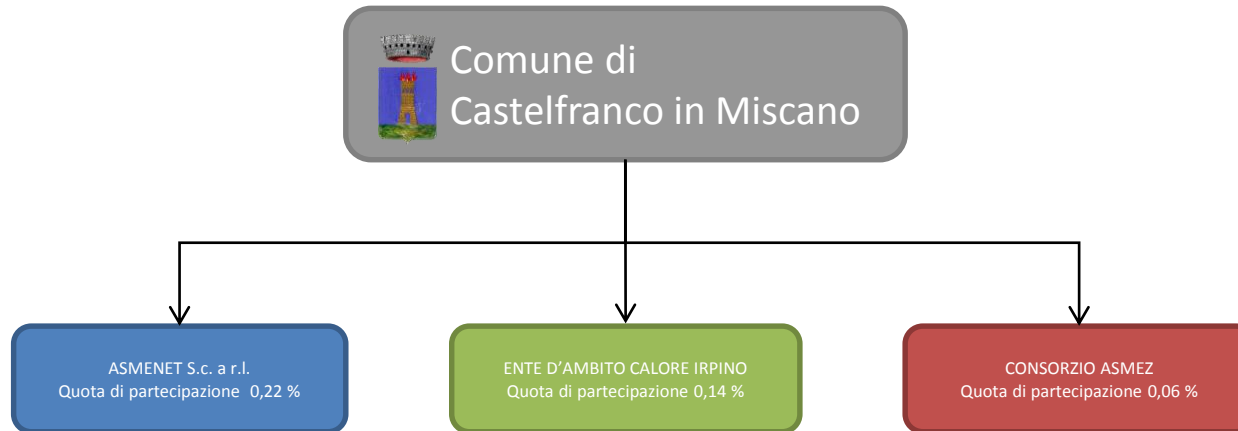 Comune di
Castelfranco in Miscano
ASMENET S.c. a r.l.
Quota di partecipazione 0,22 %
ENTE D’AMBITO CALORE IRPINO
Quota di partecipazione 0,14 %
CONSORZIO ASMEZ
Quota di partecipazione 0,06 %